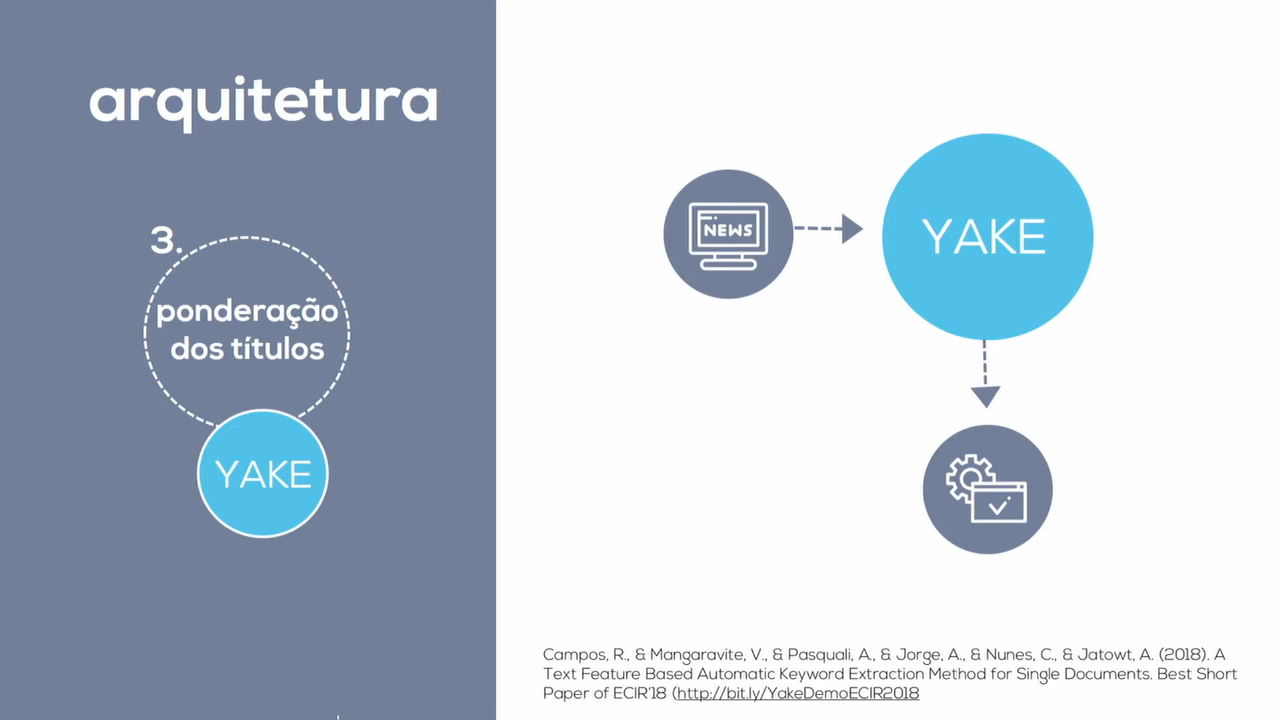 arquitetura
3.
ponderação
dos títulos
YAKE
NEWS
YAKE
Campos, R., & Mangaravite, V., & Pasquali, A., & Jorge, A., & Nunes, C., & Jatowt, A. (2018). A
Text Feature Based Automatic Keyword Extraction Method for Single Documents. Best Short
Paper of ECIR'18 (http://bit.ly/YakeDemoECIR2018